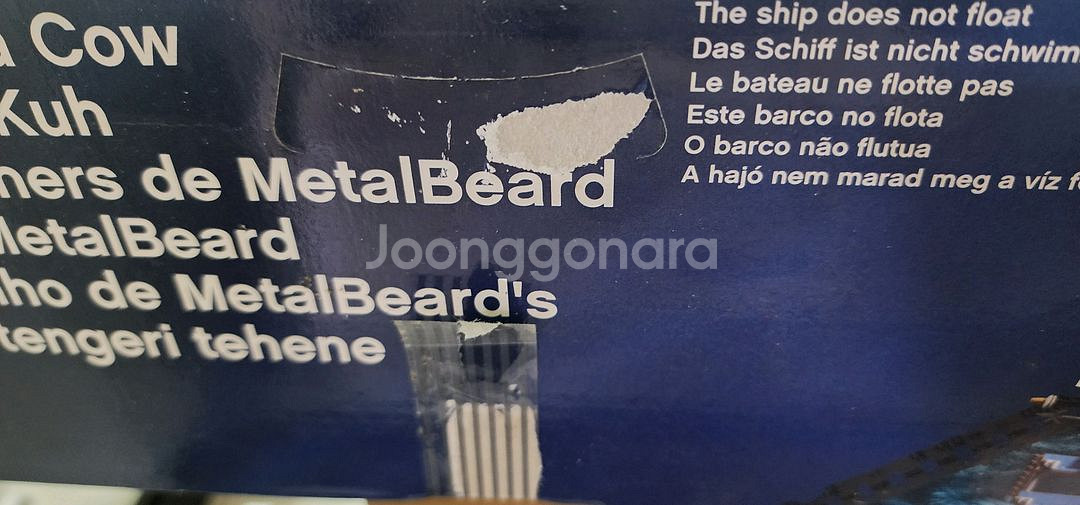 a Cow
Kuh
ners de MetalBeard
MetalBeard
lho de MetalBeard's
tengeri tehene
The ship does not float
Das Schiff ist nicht schwim
Le bateau ne flotte pas
Este barco no flota
O barco não flutua
A hajó nem marad meg a víz f
Joonggonara